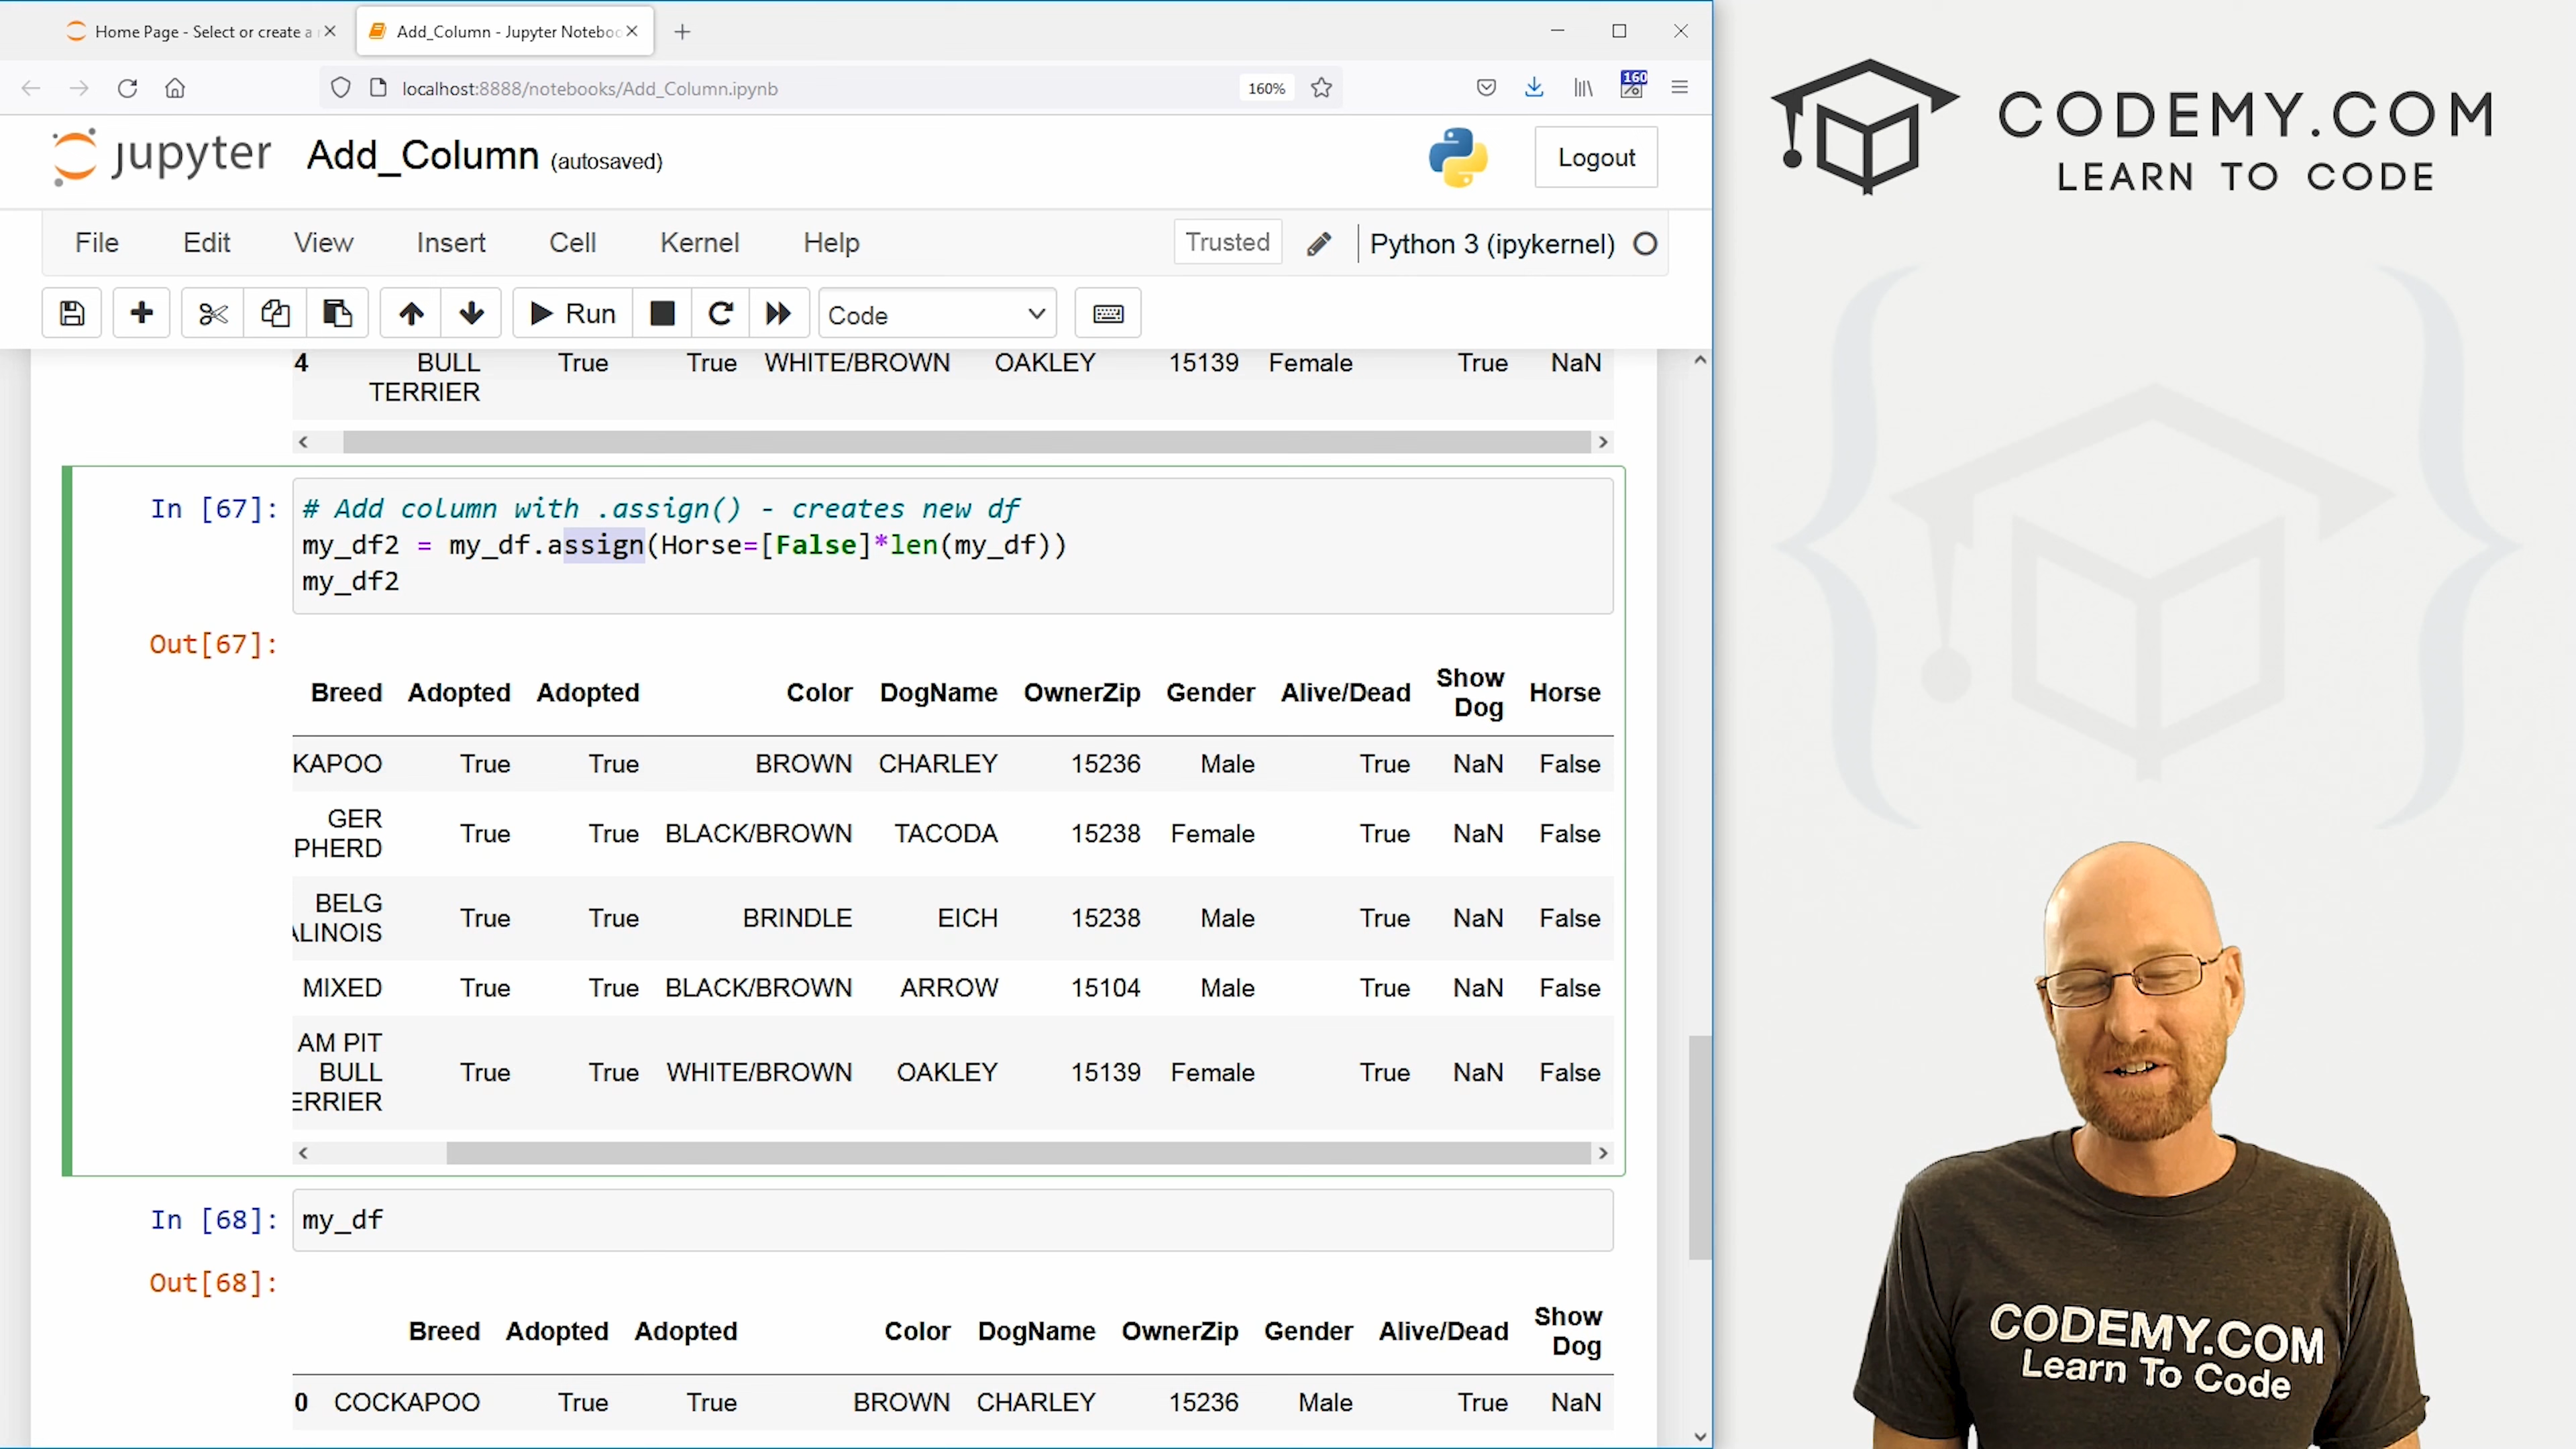 Home Page - Select or create a
Add_Column - Jupyter Notebo
localhost:8888/notebooks/Add_Column.ipynb
160%
160
CODEMY.COM
LEARN TO CODE
jupyter
Add_Column (autosaved)
Logout
File Edit View Insert Cell Kernel Help
Trusted
Python 3 (ipykernel)
Run
Code
4 BULL TERRIER True True WHITE/BROWN OAKLEY 15139 Female True NaN
In [67]:
# Add column with .assign() - creates new df
my_df2 = my_df.assign(Horse=[False]*len(my_df))
my_df2
Out[67]:
Breed Adopted Adopted Color DogName OwnerZip Gender Alive/Dead Show Dog Horse
KAPOO True True BROWN CHARLEY 15236 Male True NaN False
GER PHERD True True BLACK/BROWN TACODA 15238 Female True NaN False
BELG ALINOIS True True BRINDLE EICH 15238 Male True NaN False
MIXED True True BLACK/BROWN ARROW 15104 Male True NaN False
AM PIT BULL ERRIER True True WHITE/BROWN OAKLEY 15139 Female True NaN False
In [68]: my_df
Out[68]:
Breed Adopted Adopted Color DogName OwnerZip Gender Alive/Dead Show Dog
0 COCKAPOO True True BROWN CHARLEY 15236 Male True NaN
CODEMY.COM
Learn To Code